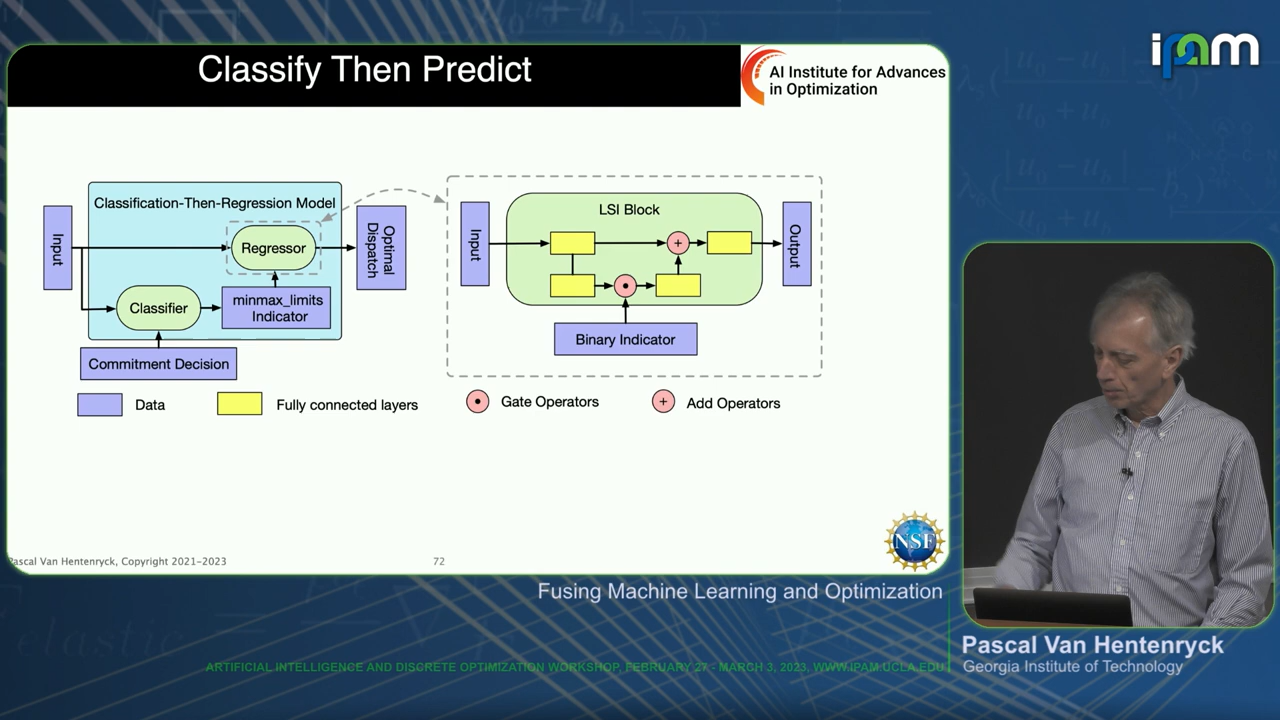 ipam
Classify Then Predict
AI Institute for Advances
in Optimization
Classification-Then-Regression Model
Input
Regressor
Optimal
Dispatch
Classifier
minmax_limits
Indicator
Commitment Decision
LSI Block
Input
Output
Binary Indicator
Data
Fully connected layers
Gate Operators
Add Operators
NSF
Pascal Van Hentenryck, Copyright 2021-2023
72
Fusing Machine Learning and Optimization
Pascal Van Hentenryck
Georgia Institute of Technology
ARTIFICIAL INTELLIGENCE AND DISCRETE OPTIMIZATION WORKSHOP, FEBRUARY 27 - MARCH 3, 2023, WWW.IPAM.UCLA.EDU
elastic